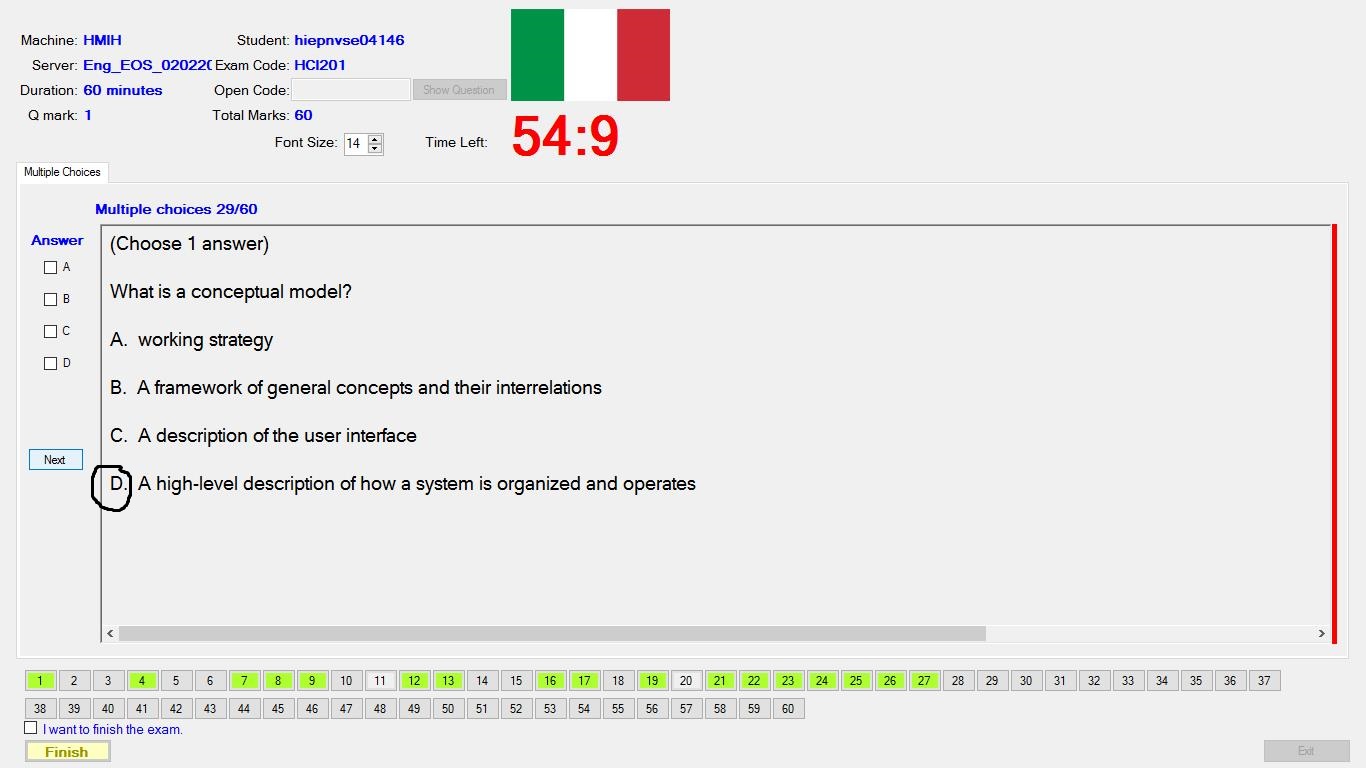 Machine: HMIH Student: hiepnvse04146
Server: Eng_EOS_02022 Exam Code: HCI201
Duration: 60 minutes Open Code: Show Question
Q mark: 1 Total Marks: 60
Font Size: 14 Time Left: 54:9
Multiple Choices
Multiple choices 29/60
Answer
A
B
C
D
Next
(Choose 1 answer)
What is a conceptual model?
A. working strategy
B. A framework of general concepts and their interrelations
C. A description of the user interface
D. A high-level description of how a system is organized and operates
1 2 3 4 5 6 7 8 9 10 11 12 13 14 15 16 17 18 19 20 21 22 23 24 25 26 27 28 29 30 31 32 33 34 35 36 37
38 39 40 41 42 43 44 45 46 47 48 49 50 51 52 53 54 55 56 57 58 59 60
I want to finish the exam.
Finish Exit